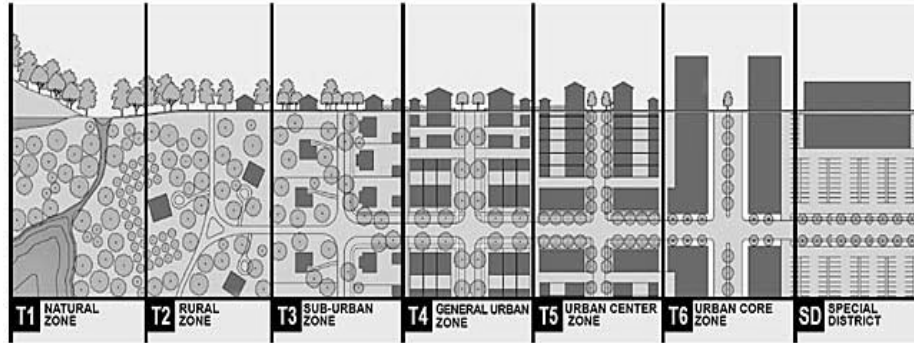 T1 NATURAL
ZONE
T2 RURAL
ZONE
T3 SUB-URBAN
ZONE
T4 GENERAL URBAN
ZONE
T5 URBAN CENTER
ZONE
T6 URBAN CORE
ZONE
SD SPECIAL
DISTRICT